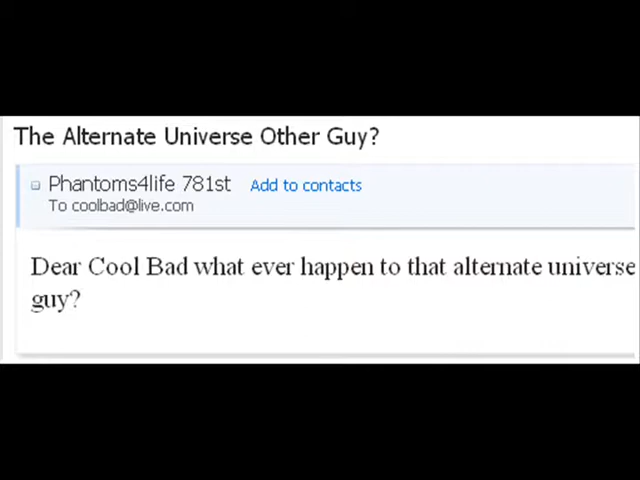 The Alternate Universe Other Guy?
Phantoms4life 781st Add to contacts
To coolbad@live.com
Dear Cool Bad what ever happen to that alternate universe
guy?